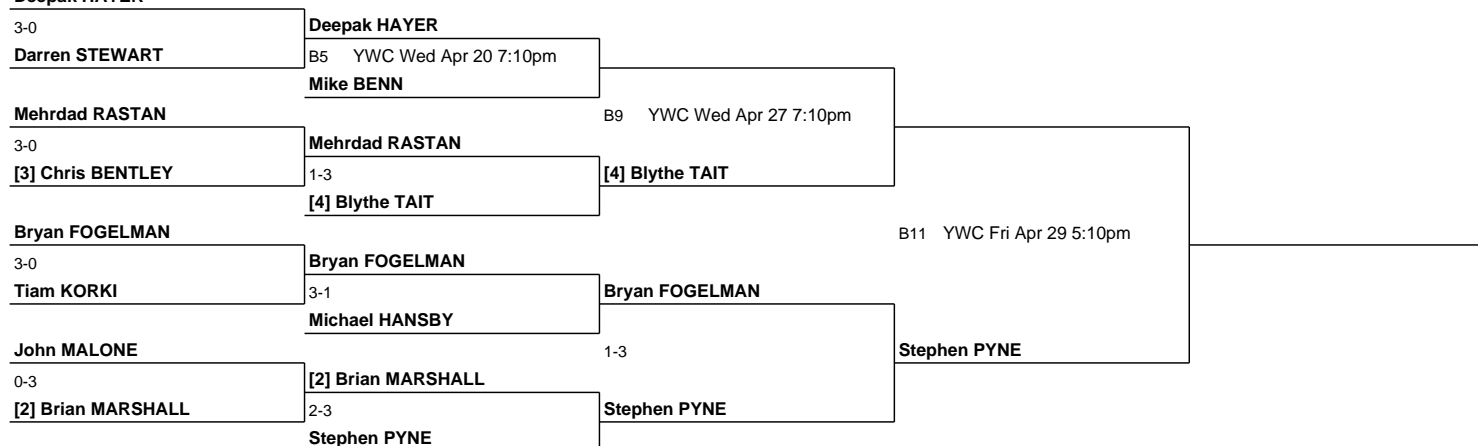 Deepak HAYER
3-0 Deepak HAYER
Darren STEWART B5 YWC Wed Apr 20 7:10pm
Mike BENN
Mehrdad RASTAN B9 YWC Wed Apr 27 7:10pm
3-0 Mehrdad RASTAN
[3] Chris BENTLEY 1-3 [4] Blythe TAIT
[4] Blythe TAIT
Bryan FOGELMAN B11 YWC Fri Apr 29 5:10pm
3-0 Bryan FOGELMAN
Tiam KORKI 3-1 Bryan FOGELMAN
Michael HANSBY
John MALONE 1-3 Stephen PYNE
0-3 [2] Brian MARSHALL
[2] Brian MARSHALL 2-3 Stephen PYNE
Stephen PYNE